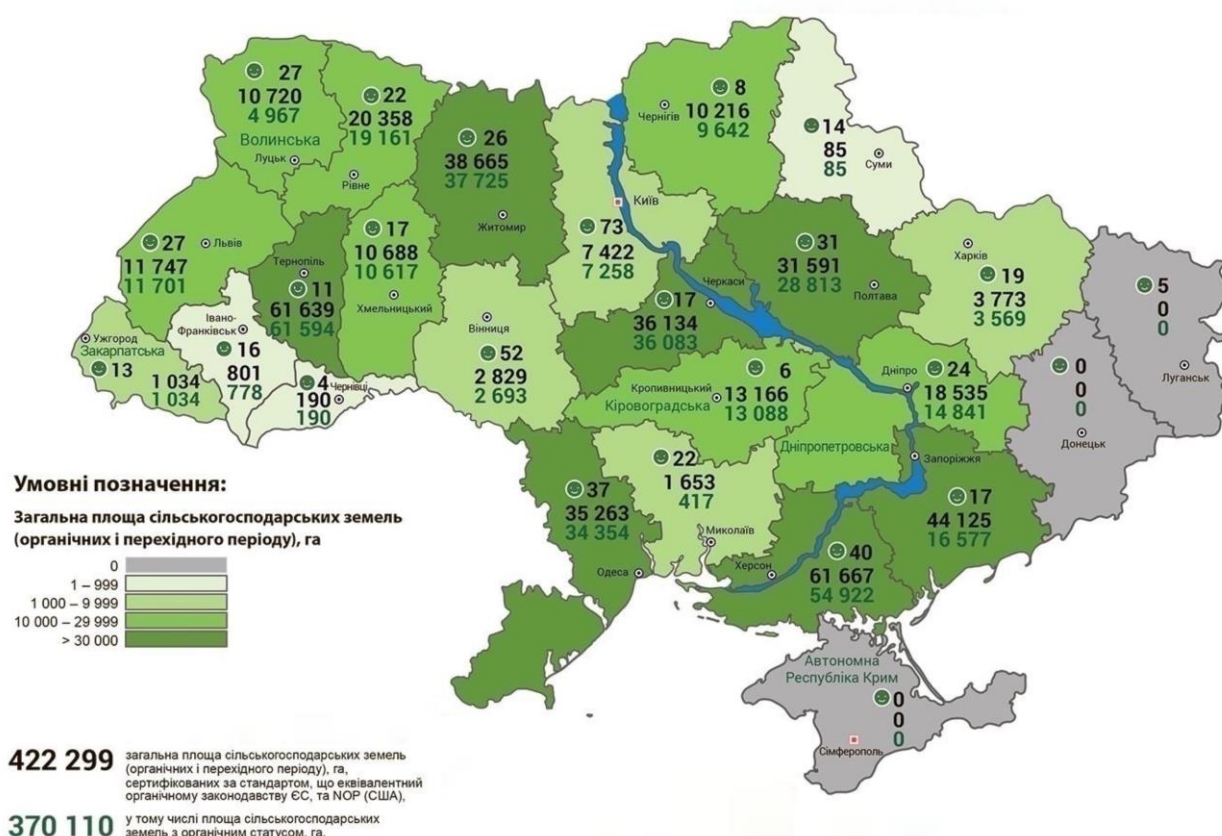 27
10 720
4 967
Волинська
Луцьк
22
20 358
19 161
Рівне
26
38 665
37 725
Житомир
73
7 422
7 258
Київ
8
10 216
9 642
Чернігів
14
85
85
Суми
27
11 747
11 701
Львів
Тернопіль
11
61 639
61 594
17
10 688
10 617
Хмельницький
Вінниця
52
2 829
2 693
Черкаси
17
36 134
36 083
31
31 591
28 813
Полтава
Харків
19
3 773
3 569
5
0
0
Луганськ
Ужгород
Закарпатська
13
1 034
1 034
Івано-
Франківськ
16
801
778
4
Чернівці
190
190
6
Кропивницький
13 166
Кіровоградська
13 088
Дніпро
24
18 535
14 841
Дніпропетровська
0
0
0
Донецьк
37
35 263
34 354
Одеса
22
1 653
417
Миколаїв
Запоріжжя
17
44 125
16 577
40
61 667
54 922
Херсон
Автономна
Республіка Крим
0
0
0
Сімферополь
Умовні позначення:
Загальна площа сільськогосподарських земель
(органічних і перехідного періоду), га
0
1 – 999
1 000 – 9 999
10 000 – 29 999
> 30 000
422 299
загальна площа сільськогосподарських земель
(органічних і перехідного періоду), га,
сертифікованих за стандартом, що еквівалентний
органічному законодавству ЄС, та NOP (США),
370 110
у тому числі площа сільськогосподарських
земель з органічним статусом, га.